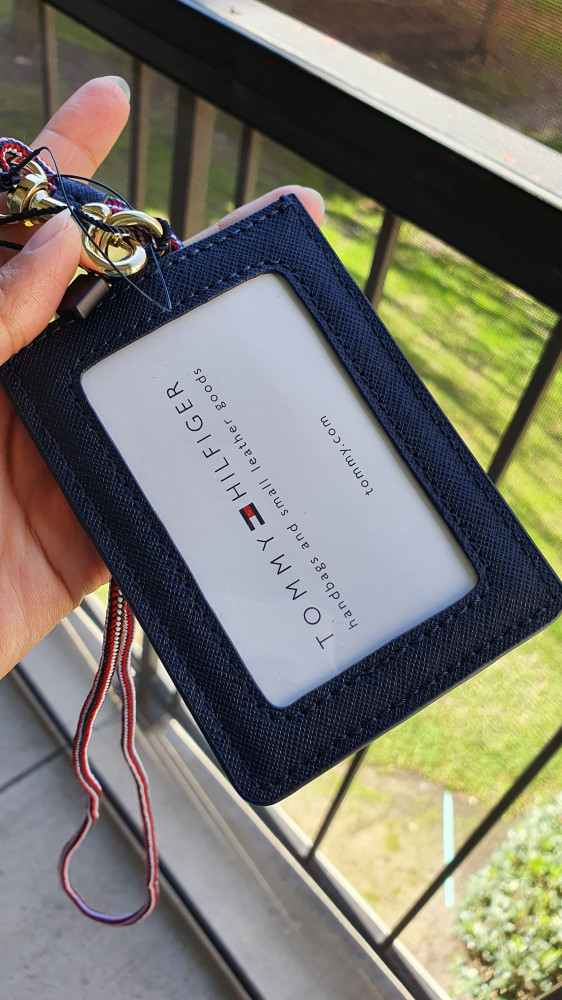 TOMMY HILFIGER
handbags and small leather goods
tommy.com